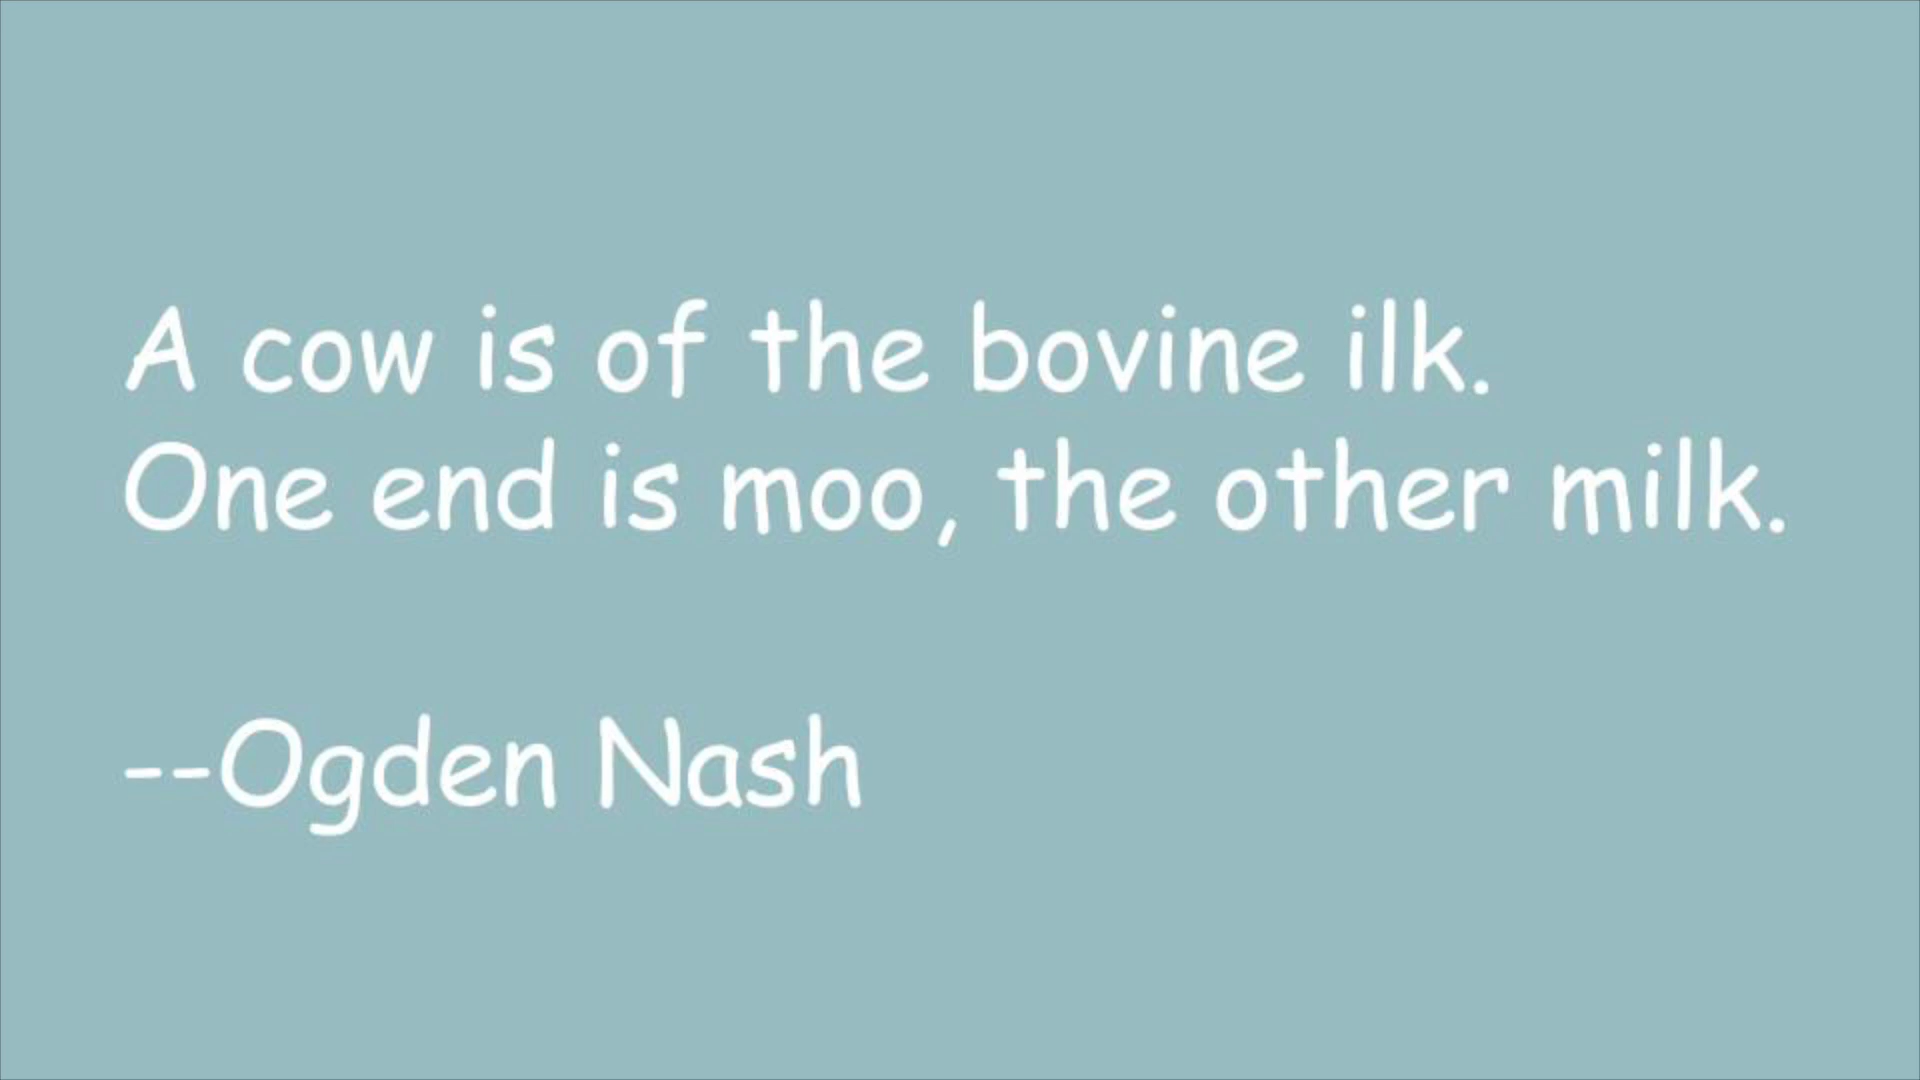 A cow is of the bovine ilk.
One end is moo, the other milk.
--Ogden Nash